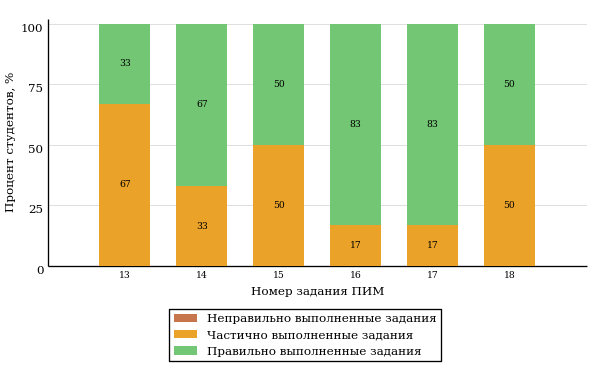 Процент студентов, %
100
75
50
25
0
33
67
50
83
83
50
67
33
50
17
17
50
13 14 15 16 17 18
Номер задания ПИМ
Неправильно выполненные задания
Частично выполненные задания
Правильно выполненные задания